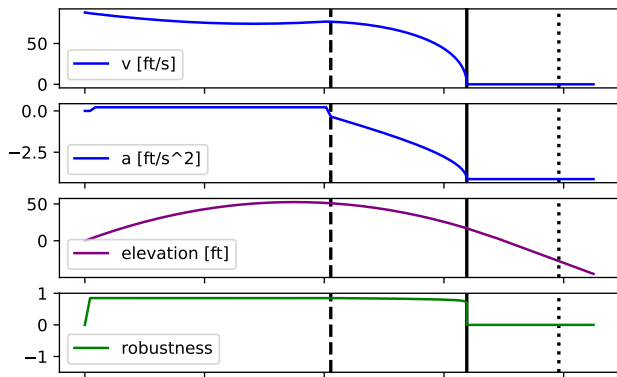 50
0
v [ft/s]
0.0
−2.5
a [ft/s^2]
50
0
elevation [ft]
1
0
−1
robustness